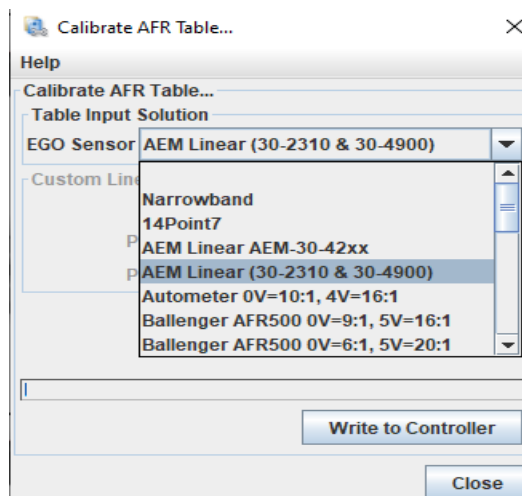 Calibrate AFR Table...
Help
Calibrate AFR Table...
Table Input Solution
EGO Sensor AEM Linear (30-2310 & 30-4900)
Custom Line
Narrowband
14Point7
P AEM Linear AEM-30-42xx
P AEM Linear (30-2310 & 30-4900)
Autometer 0V=10:1, 4V=16:1
Ballenger AFR500 0V=9:1, 5V=16:1
Ballenger AFR500 0V=6:1, 5V=20:1
Write to Controller
Close